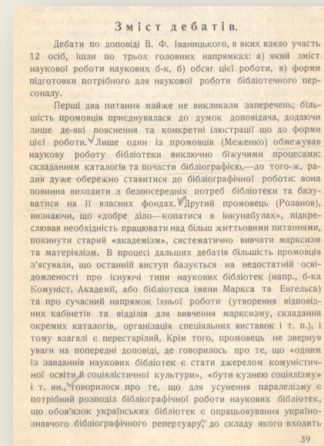 Зміст дебатів.
Дебати по доповіді В. Ф. Іваницького, в яких взяло участь
12 осіб, ішли по трьох головних напрямках: а) який зміст
наукової роботи наукових б-к, б) обсяг цієї роботи, в) форми
підготовки потрібного для наукової роботи бібліотечного пер-
соналу.
Перші два питання майже не викликали заперечень; біль-
шість промовців приєднувалася до думок доповідача, додаючи
лише де-які пояснення та конкретні ілюстрації що до форми
цієї роботи. Лише один із промовців (Меженко) обмежував
наукову роботу бібліотеки виключно біжучими процесами:
складанням каталогів та почасти бібліографією,—до того-ж, ра-
див дуже обережно ставитися до бібліографічної роботи: вона
повинна виходити з безпосередніх потреб бібліотеки та базу-
ватися на її власних фондах. Другий промовець (Розанов),
визнаючи, що «добре діло—копатися в інкунабулах», підкре-
слював необхідність працювати над більш життьовими питаннями,
покинути старий «академізм», систематично вивчати марксизм
та матеріялізм. В процесі дальших дебатів більшість промовців
з'ясували, що останній виступ базується на недостатній осві-
домленості про існуючі типи наукових бібліотек (напр., б-ка
Комуніст. Академії, або бібліотека імени Маркса та Енгельса)
та про сучасний напрямок їхньої роботи (утворення відповід-
них кабінетів та відділів для вивчення марксизму, складання
окремих каталогів, організація спеціяльних виставок і т. п.), і
тому взагалі є перестарілий. Крім того, промовець не звернув
уваги на попередні доповіді, де говорилось про те, що «одним
із завданнів наукових бібліотек є стати джерелом комуністич-
ної освіти й соціялістичної культури», «бути кузнею соціялізму»
і т. ин., говорилося про те, що для усунення паралелізму є
потрібний розподіл бібліографічної роботи наукових бібліотек,
що обов'язок українських бібліотек є опрацьовування україно-
знавчого бібліографічного репертуару, до складу якого входить
39